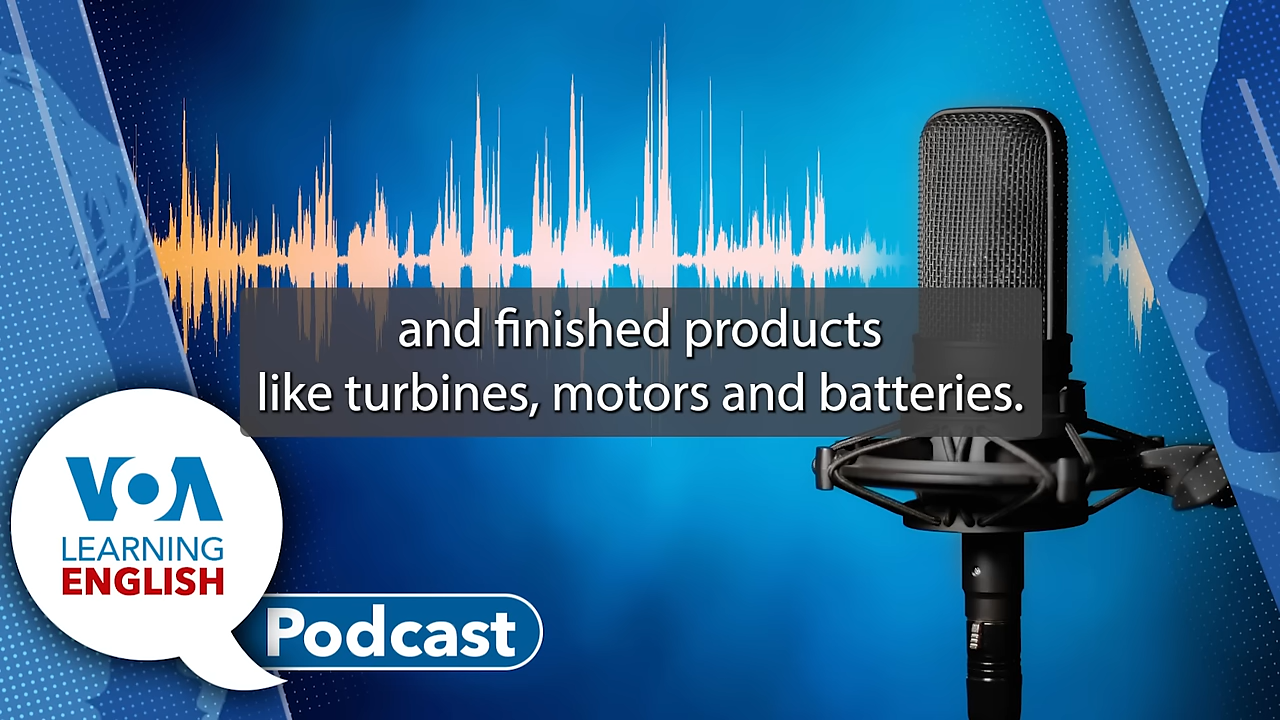 and finished products
like turbines, motors and batteries.
VOA
LEARNING
ENGLISH
Podcast